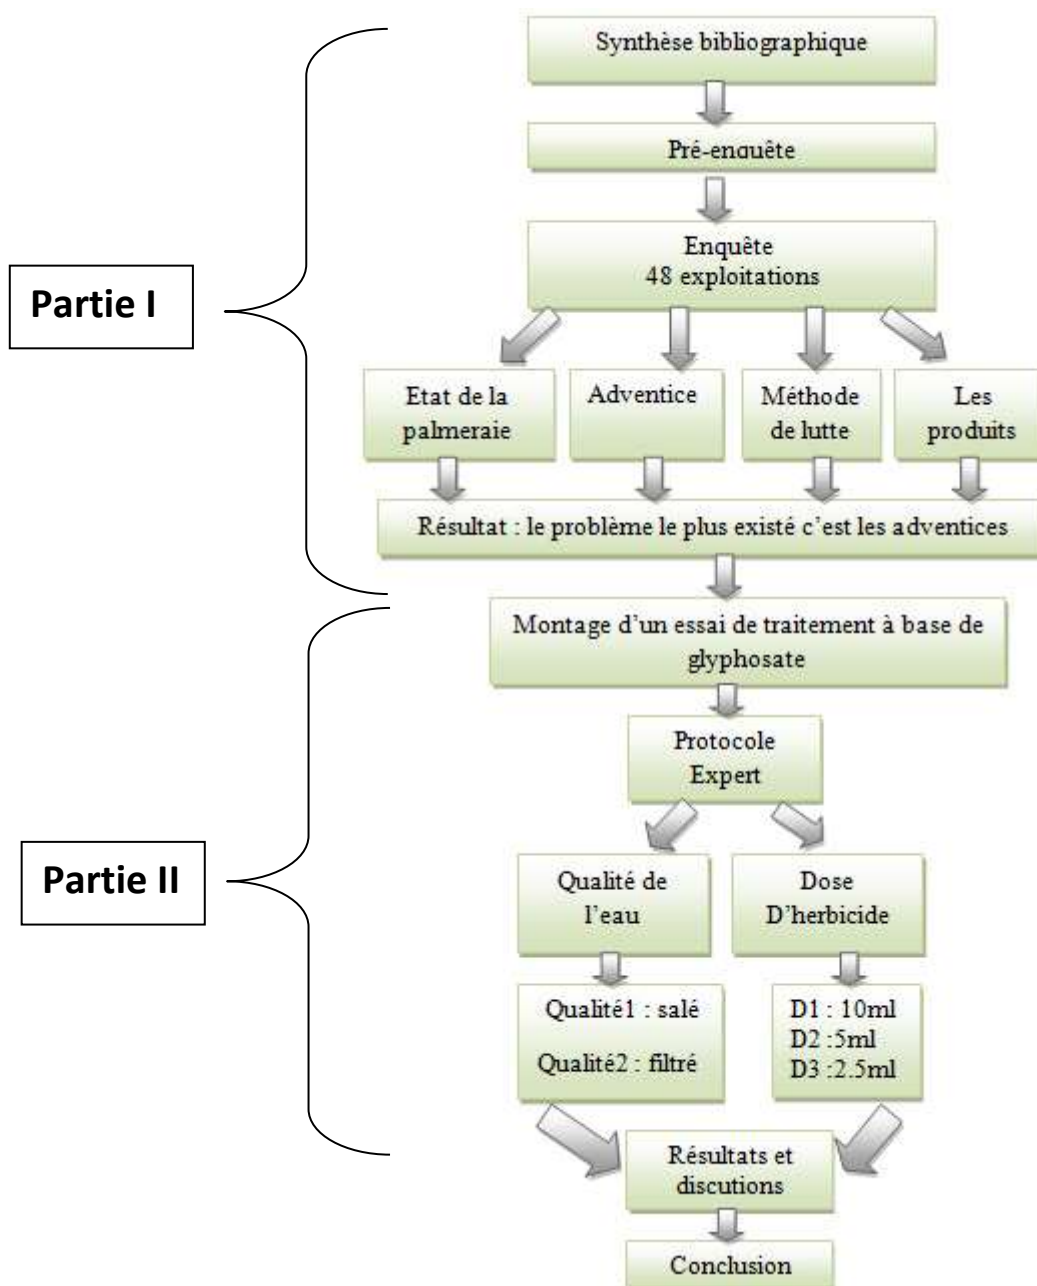 Synthèse bibliographique
Pré-enquête
Enquête
48 exploitations
Partie I
Etat de la
palmeraie
Adventice
Méthode
de lutte
Les
produits
Résultat : le problème le plus existé c'est les adventices
Montage d'un essai de traitement à base de
glyphosate
Protocole
Expert
Partie II
Qualité de
l'eau
Dose
D'herbicide
Qualité1 : salé
Qualité2 : filtré
D1 : 10ml
D2 :5ml
D3 :2.5ml
Résultats et
discutions
Conclusion